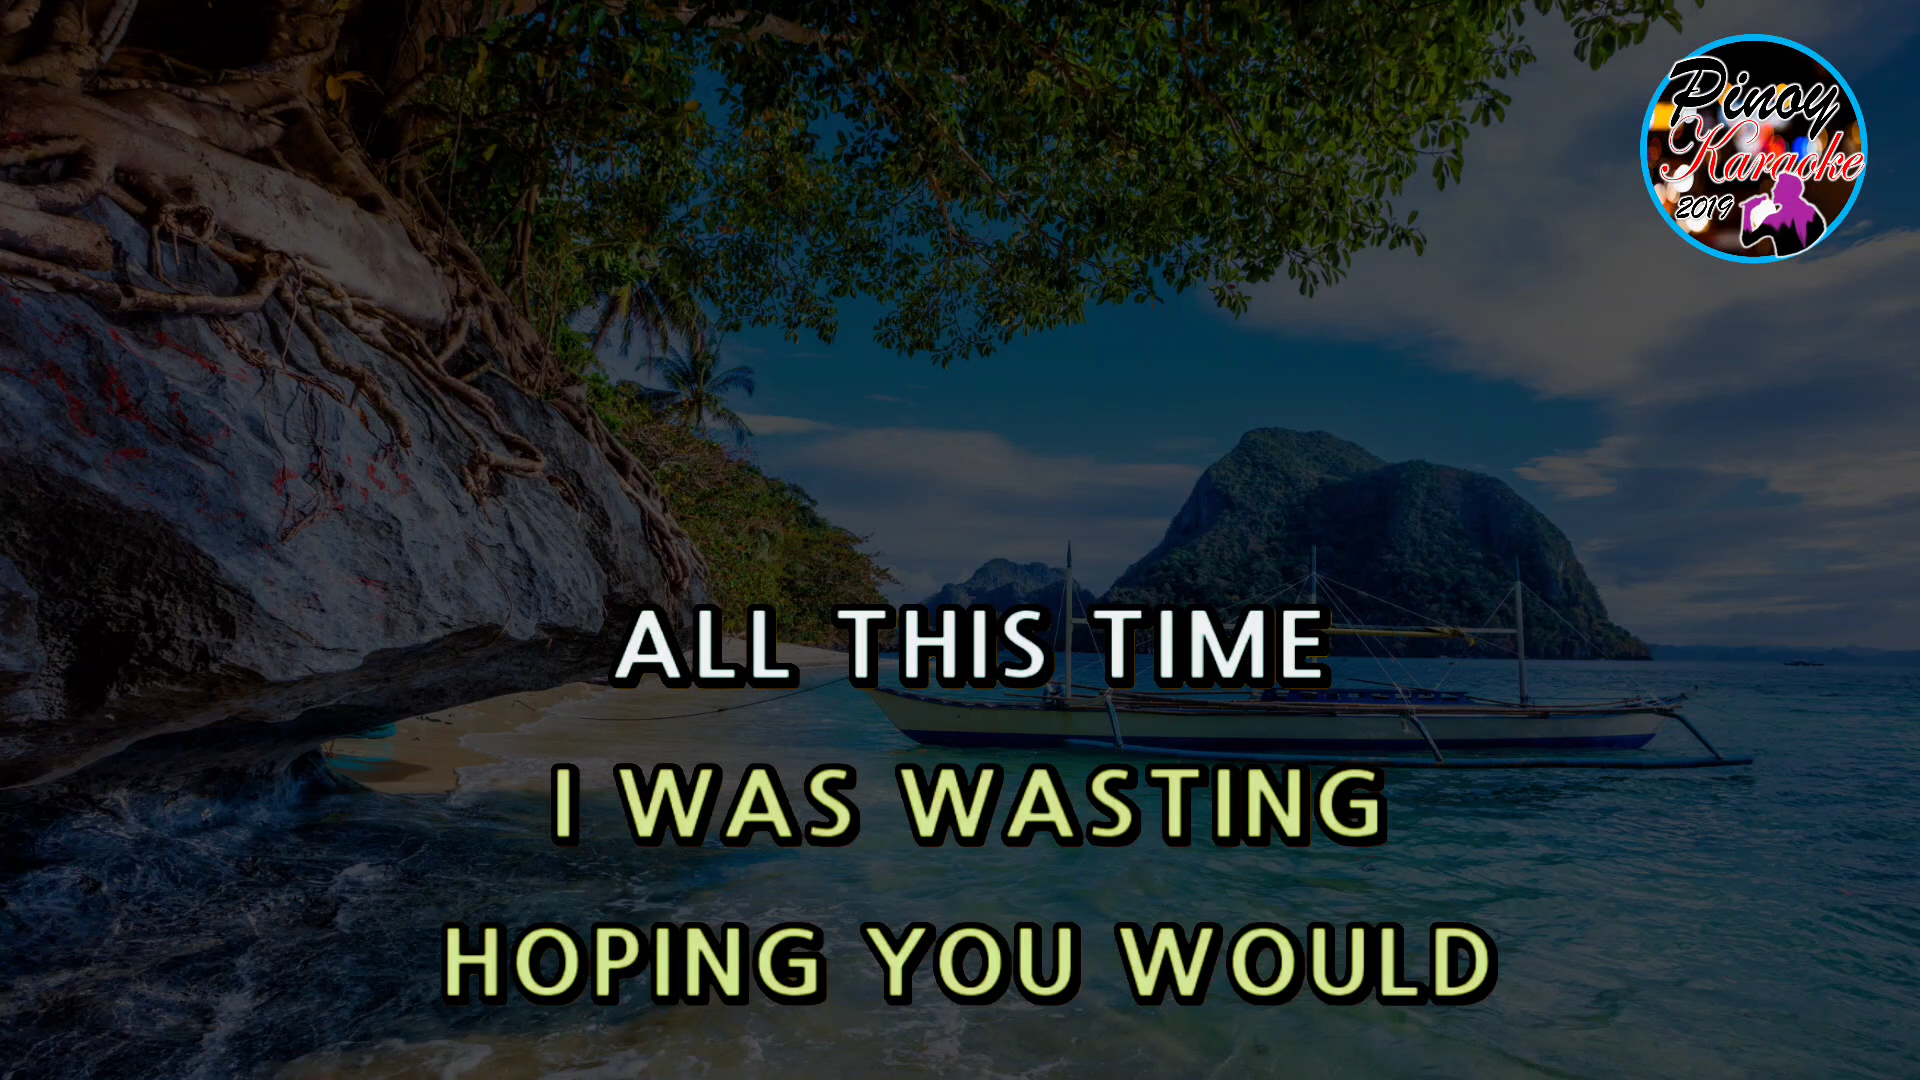 Pinoy
Karaoke
2019
ALL THIS TIME
I WAS WASTING
HOPING YOU WOULD